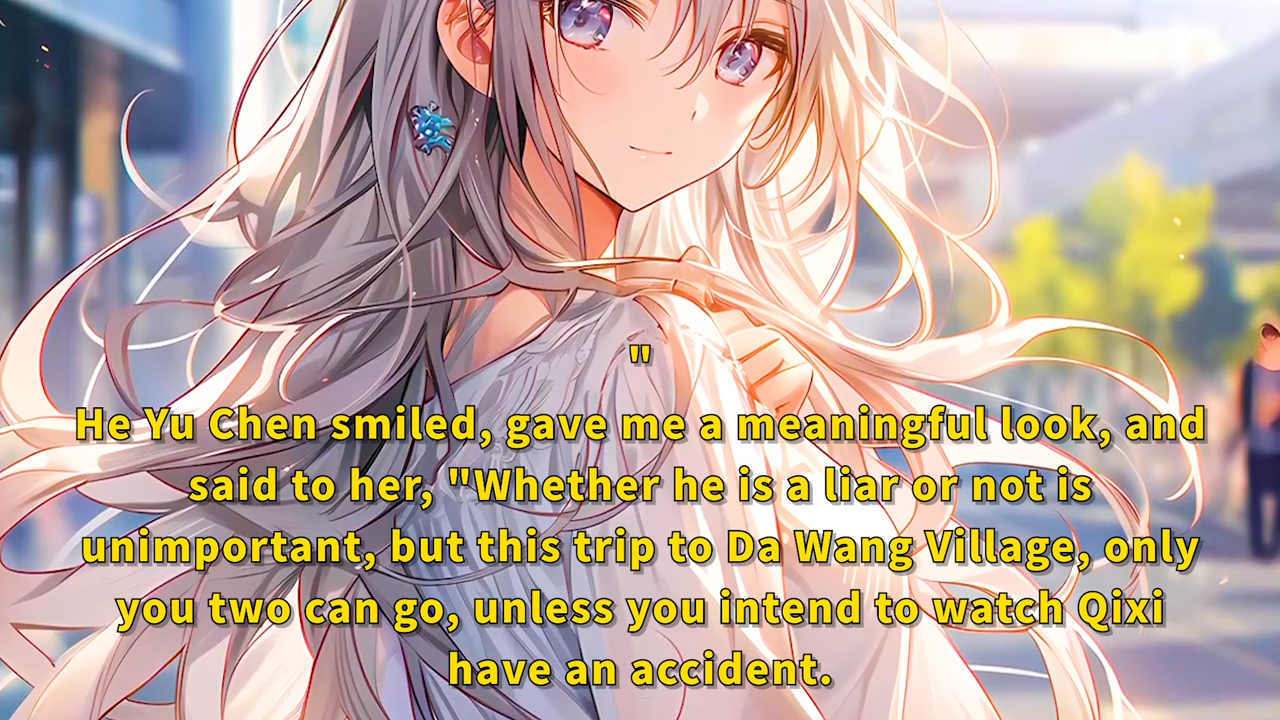 "
He Yu Chen smiled, gave me a meaningful look, and
said to her, "Whether he is a liar or not is
unimportant, but this trip to Da Wang Village, only
you two can go, unless you intend to watch Qixi
have an accident.